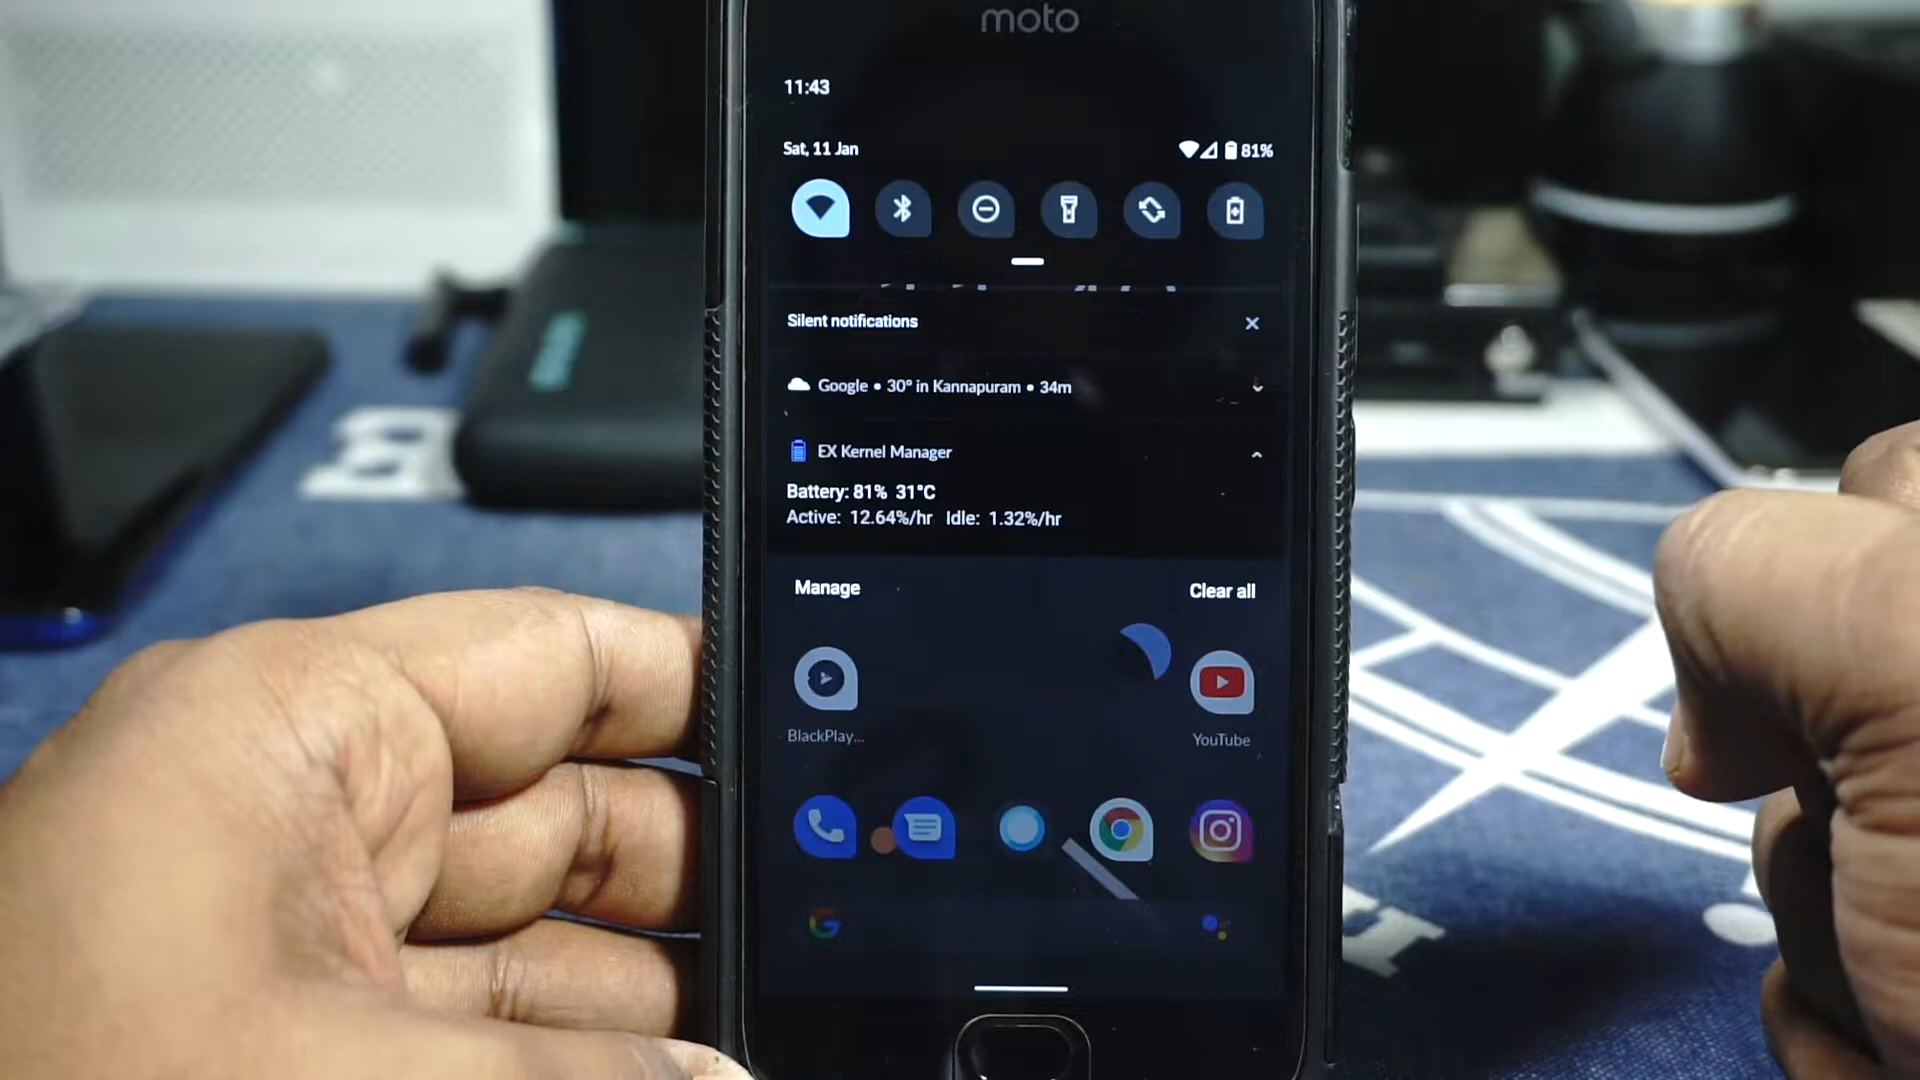 moto
11:43
Sat, 11 Jan
81%
Silent notifications
Google • 30° in Kannapuram • 34m
EX Kernel Manager
Battery: 81% 31°C
Active: 12.64%/hr Idle: 1.32%/hr
Manage
Clear all
BlackPlay...
YouTube